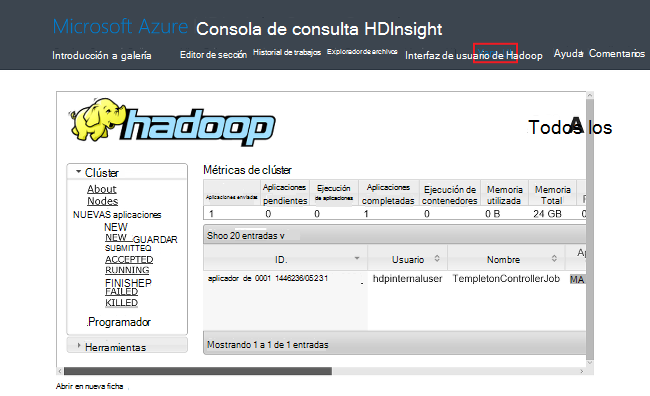 Microsoft Azure Consola de consulta HDInsight
Introducción a galería Editor de sección Historial de trabajos Explorador de archivos Interfaz de usuario de Hadoop Ayuda Comentarios
hadoop
Todos los
A
Clúster
About
Nodes
NUEVAS aplicaciones
NEW
NEW_GUARDAR
SUBMITTEQ
ACCEPTED
RUNNING
FINISHEP
FAILED
KILLED
.Programador
Herramientas
Métricas de clúster
Aplicaciones enviadas Aplicaciones pendientes Ejecución de aplicaciones Aplicaciones completadas Ejecución de contenedores Memoria utilizada Memoria Total
1 0 0 1 0 0 B 24 GB 0
Shoo 20 entradas v
ID. Usuario Nombre Ap
aplicador de 0001 1446236/05231 hdpinternaluser TempletonControllerJob MA
Mostrando 1 a 1 de 1 entradas
Abrir en nueva ficha .